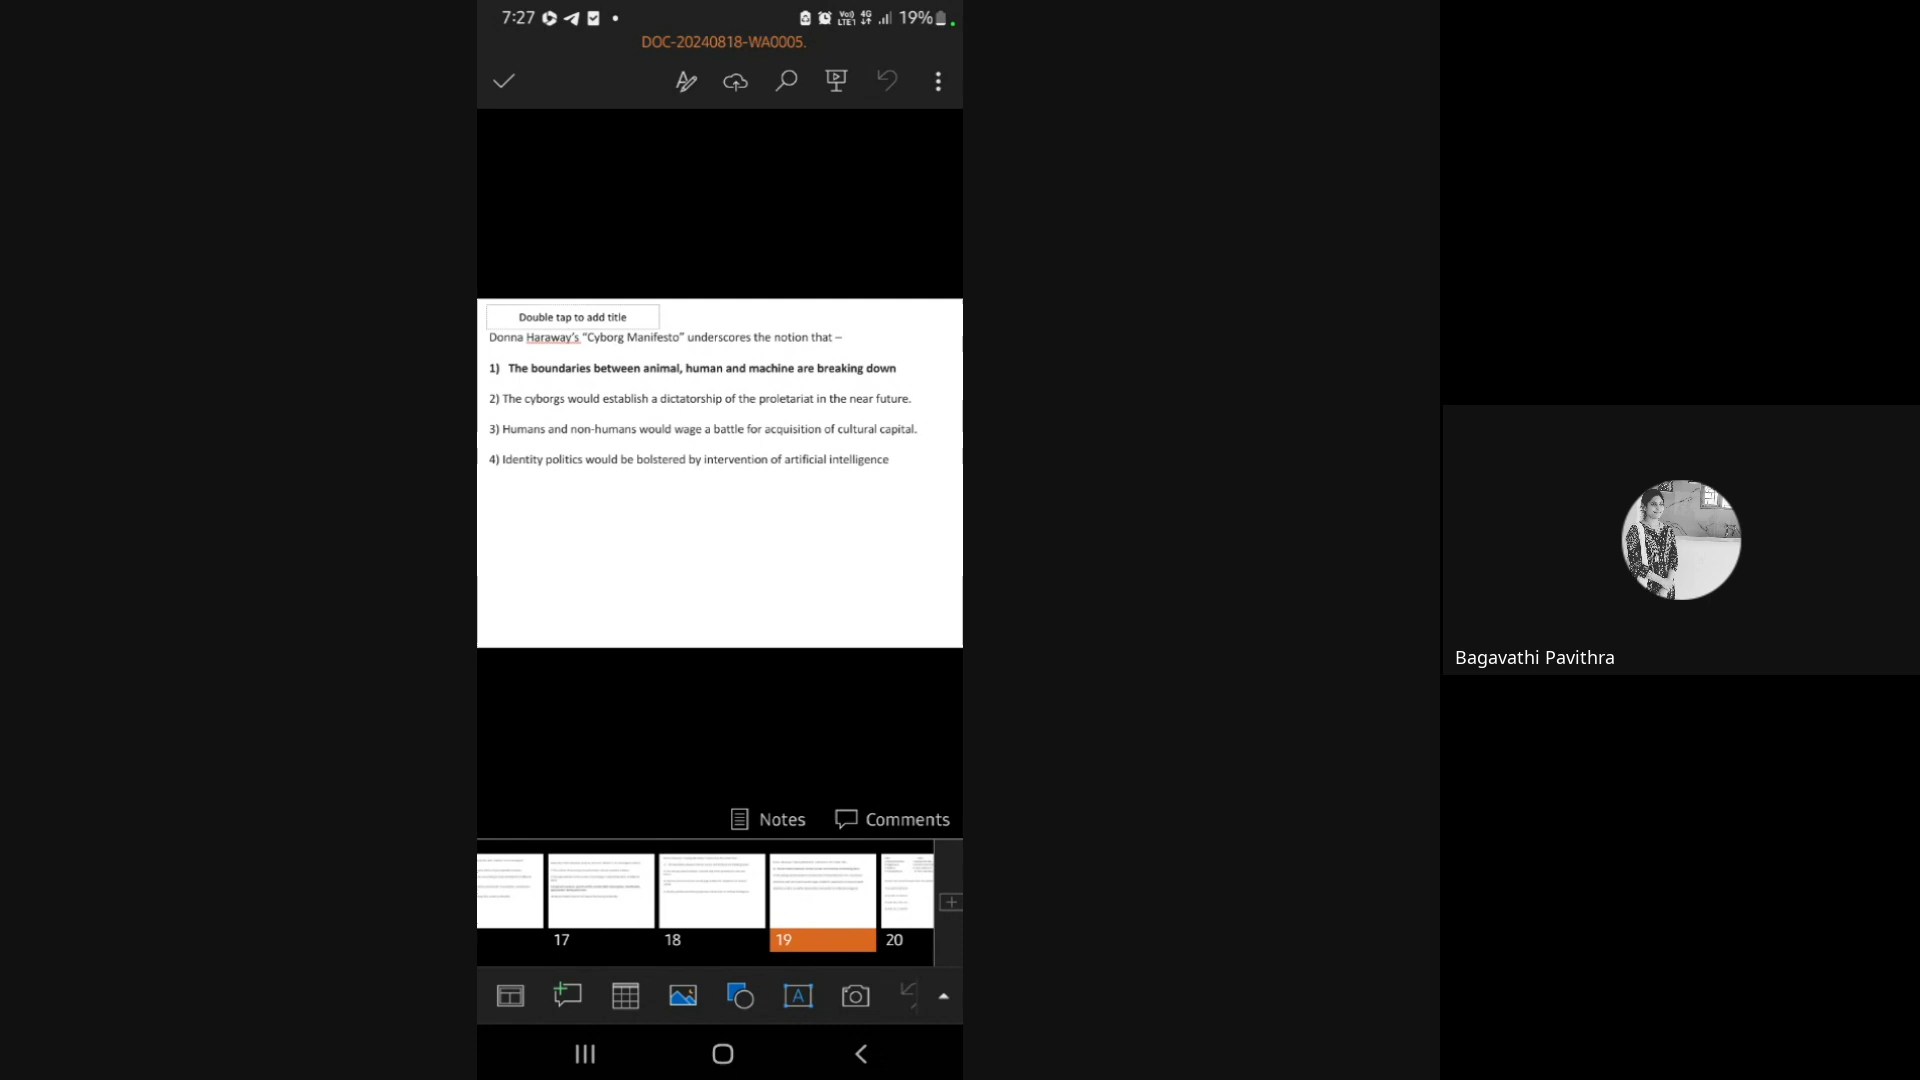 7:27
Vo) LTE1 4G 19%
DOC-20240818-WA0005.
Double tap to add title
Donna Haraway's "Cyborg Manifesto" underscores the notion that –
1) The boundaries between animal, human and machine are breaking down
2) The cyborgs would establish a dictatorship of the proletariat in the near future.
3) Humans and non-humans would wage a battle for acquisition of cultural capital.
4) Identity politics would be bolstered by intervention of artificial intelligence
Bagavathi Pavithra
Notes Comments
17 18 19 20
A